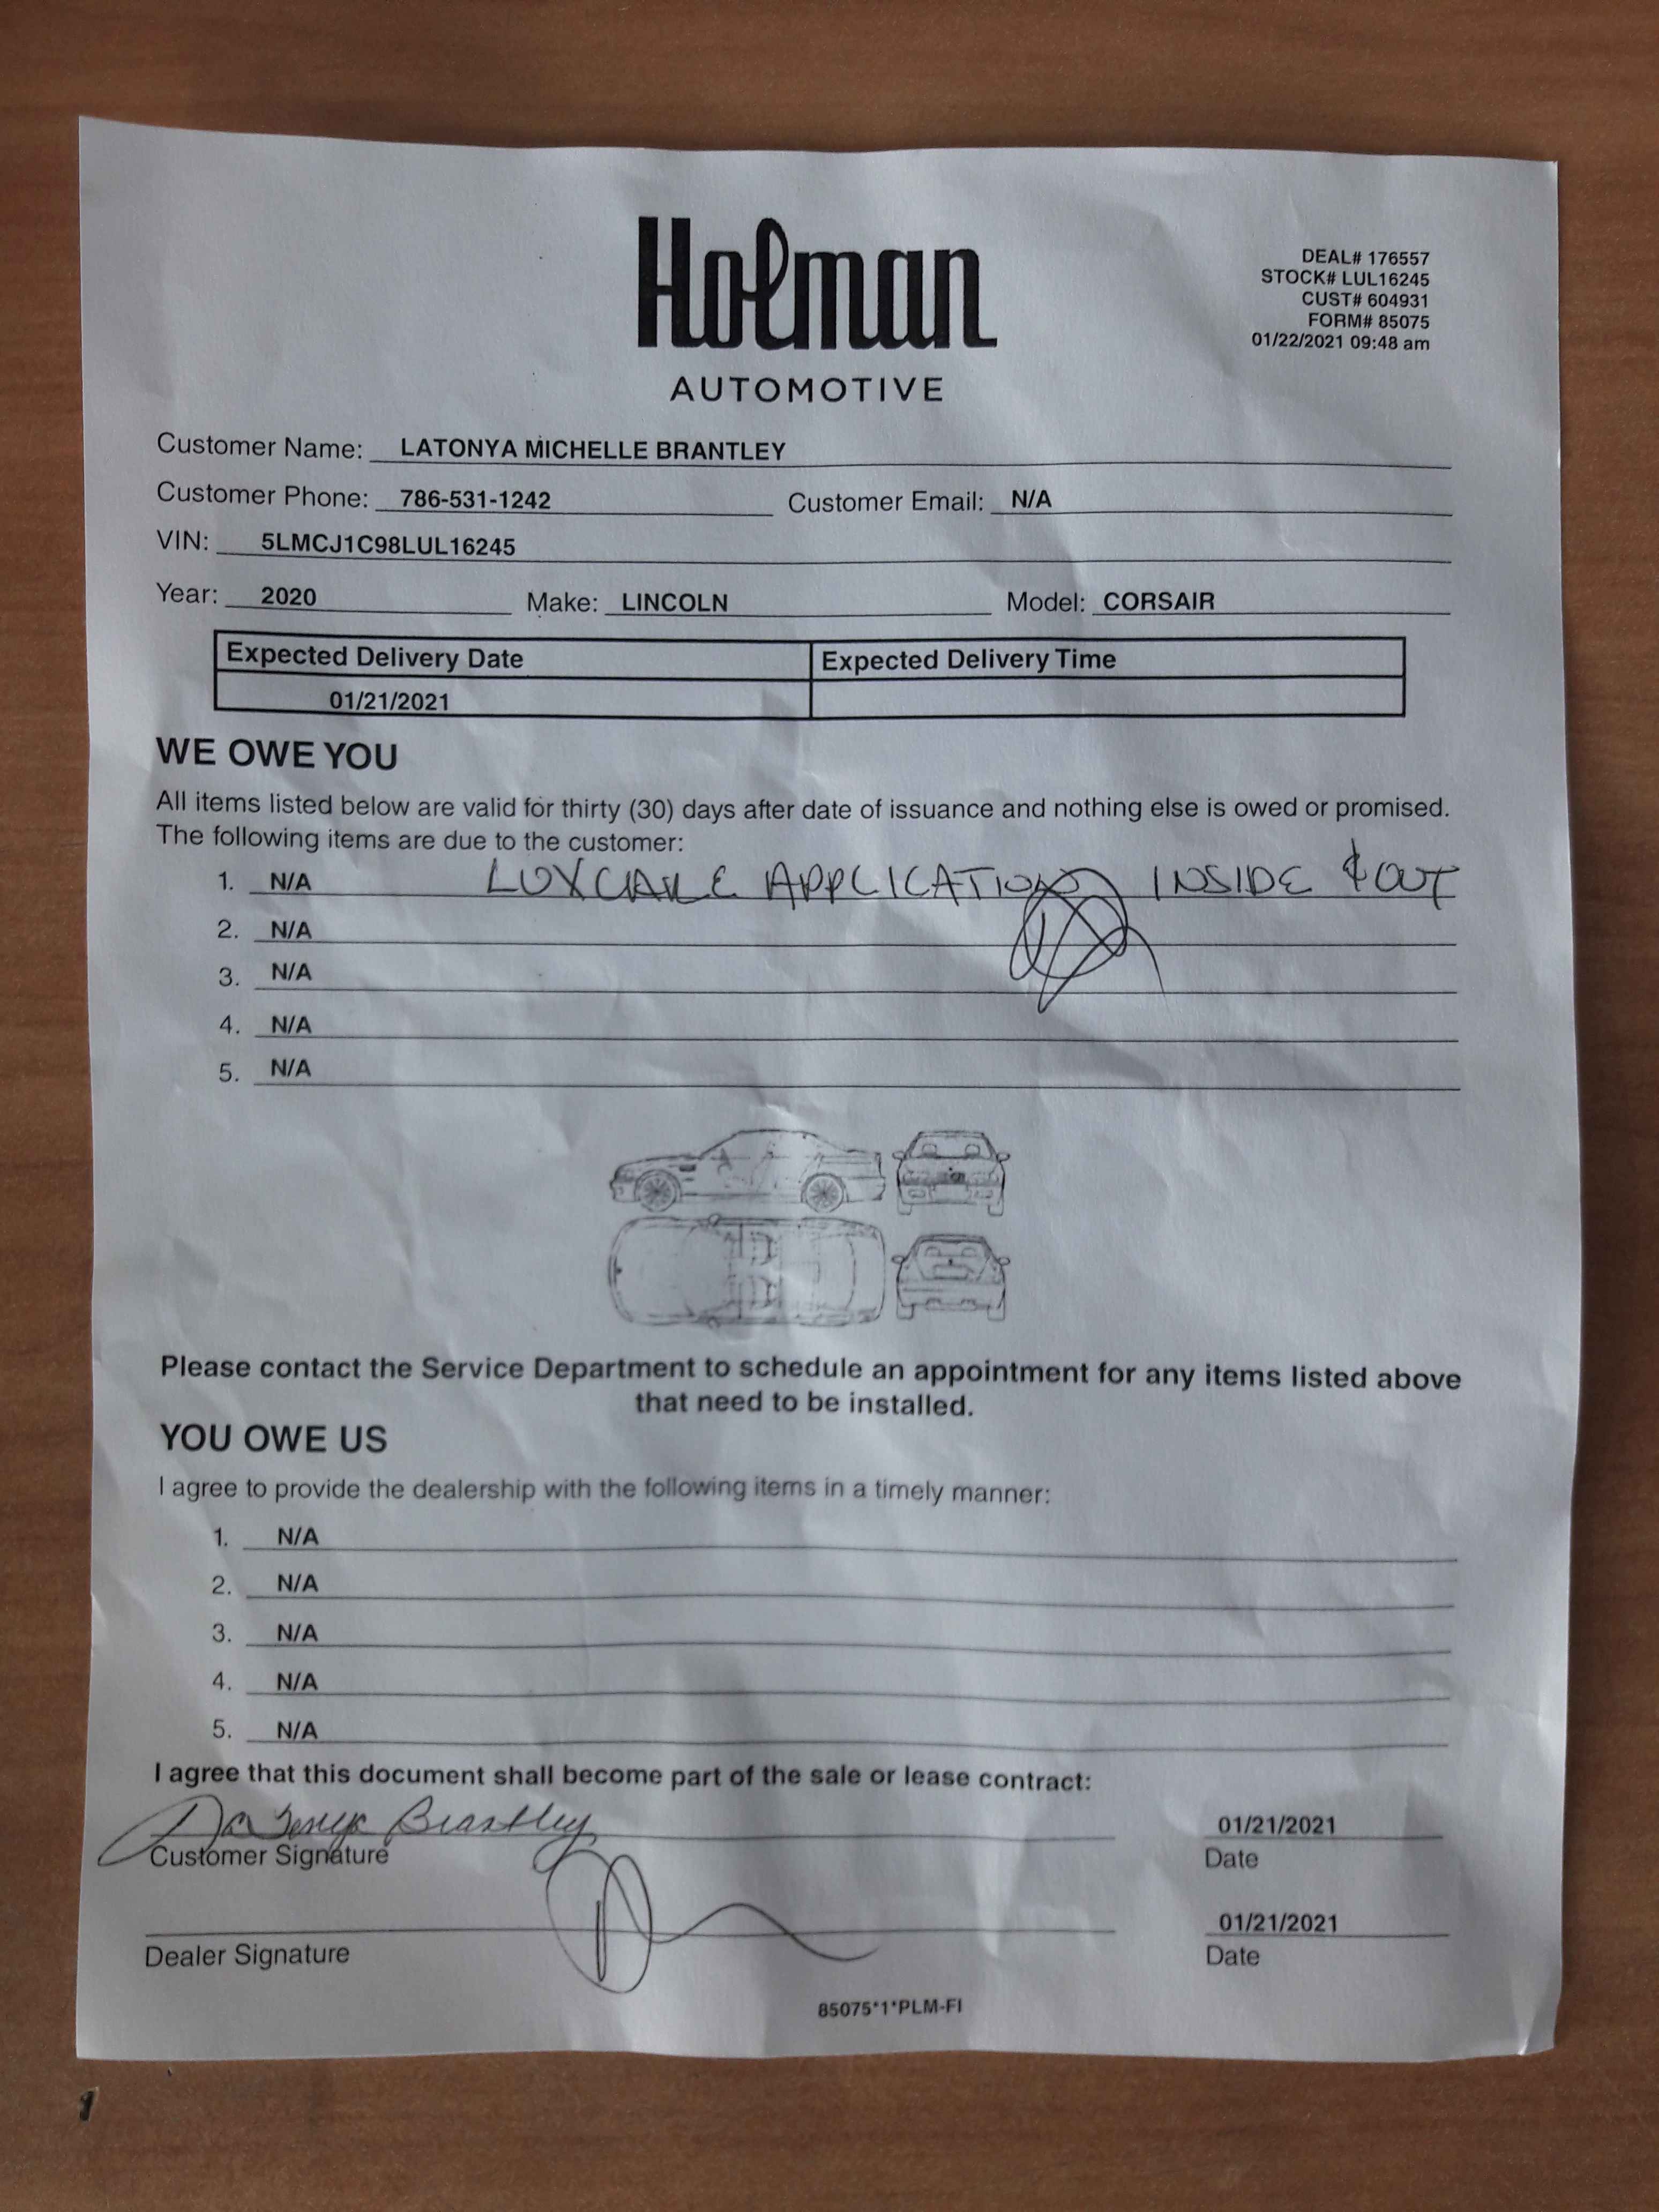 Holman
AUTOMOTIVE
DEAL# 176557
STOCK# LUL16245
CUST# 604931
FORM# 85075
01/22/2021 09:48 am
Customer Name: LATONYA MICHELLE BRANTLEY
Customer Phone: 786-531-1242 Customer Email: N/A
VIN: 5LMCJ1C98LUL16245
Year: 2020 Make: LINCOLN Model: CORSAIR
Expected Delivery Date Expected Delivery Time
01/21/2021
WE OWE YOU
All items listed below are valid for thirty (30) days after date of issuance and nothing else is owed or promised.
The following items are due to the customer:
1. N/A LUXCARE APPLICATION INSIDE & OUT
2. N/A
3. N/A
4. N/A
5. N/A
Please contact the Service Department to schedule an appointment for any items listed above
that need to be installed.
YOU OWE US
I agree to provide the dealership with the following items in a timely manner:
1. N/A
2. N/A
3. N/A
4. N/A
5. N/A
I agree that this document shall become part of the sale or lease contract:
LaTonya Brantley 01/21/2021
Customer Signature Date
01/21/2021
Dealer Signature Date
85075*1*PLM-FI